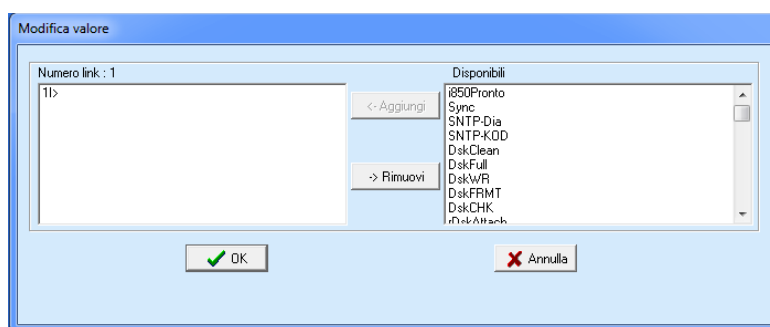 Modifica valore
Numero link : 1
1I>
<- Aggiungi
-> Rimuovi
Disponibili
i850Pronto
Sync
SNTP-Dia
SNTP-KOD
DskClean
DskFull
DskWR
DskFRMT
DskCHK
rDskAttach
OK
Annulla